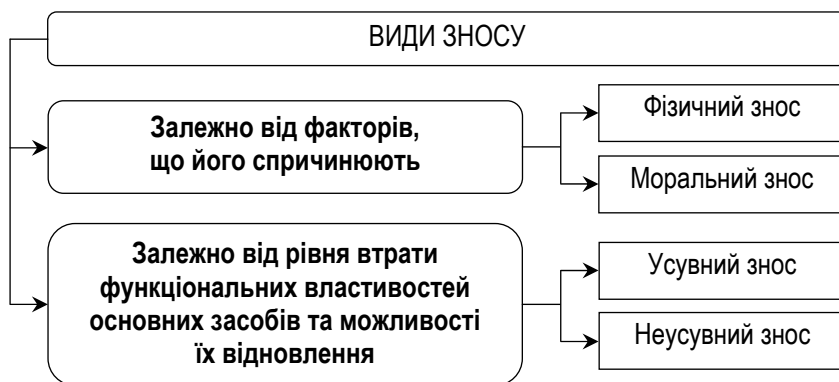 ВИДИ ЗНОСУ
Залежно від факторів,
що його спричинюють
Фізичний знос
Моральний знос
Залежно від рівня втрати
функціональних властивостей
основних засобів та можливості
їх відновлення
Усувний знос
Неусувний знос